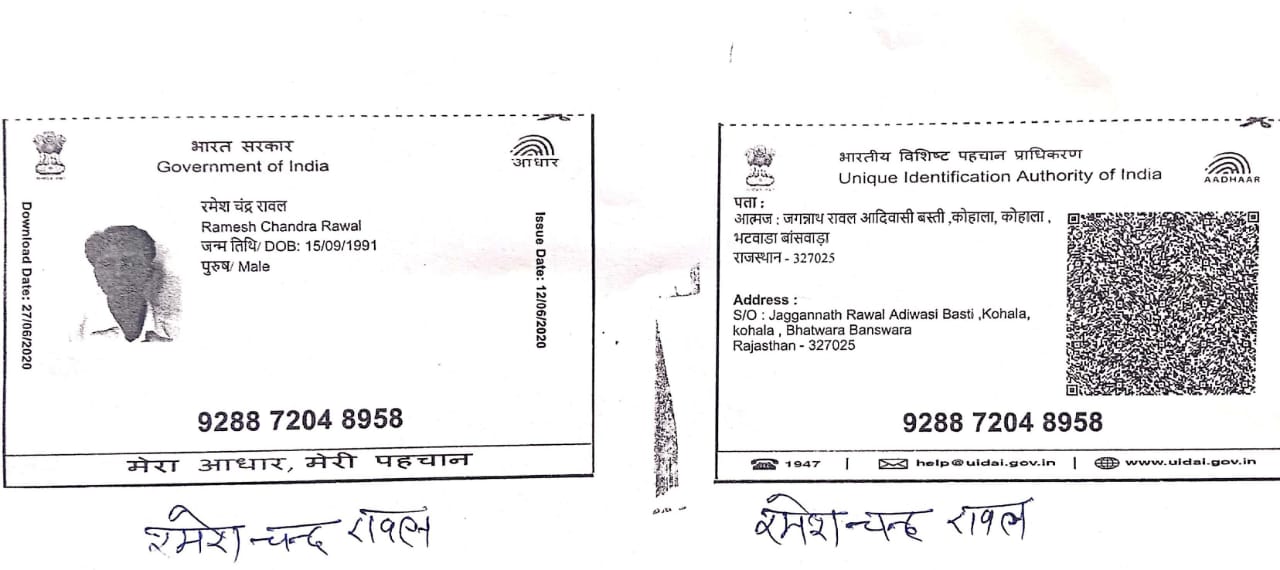 भारत सरकार
Government of India
आधार
Download Date: 27/06/2020
रमेश चंद्र रावल
Ramesh Chandra Rawal
जन्म तिथि/ DOB: 15/09/1991
पुरुष/ Male
Issue Date: 12/06/2020
9288 7204 8958
मेरा आधार, मेरी पहचान
रमेश चन्द्र रावल
भारतीय विशिष्ट पहचान प्राधिकरण
Unique Identification Authority of India
AADHAAR
पता :
आत्मज : जगन्नाथ रावल आदिवासी बस्ती ,कोहाला, कोहाला ,
भटवाडा बांसवाड़ा
राजस्थान - 327025
Address :
S/O : Jaggannath Rawal Adiwasi Basti ,Kohala,
kohala , Bhatwara Banswara
Rajasthan - 327025
9288 7204 8958
1947 | help@uidai.gov.in | www.uidai.gov.in
रमेश चन्द्र रावल